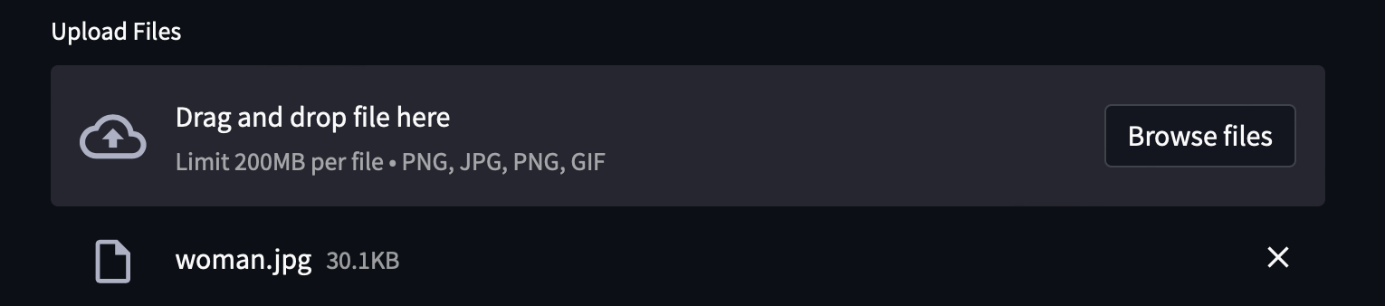 Upload Files
Drag and drop file here
Limit 200MB per file • PNG, JPG, PNG, GIF
Browse files
woman.jpg 30.1KB